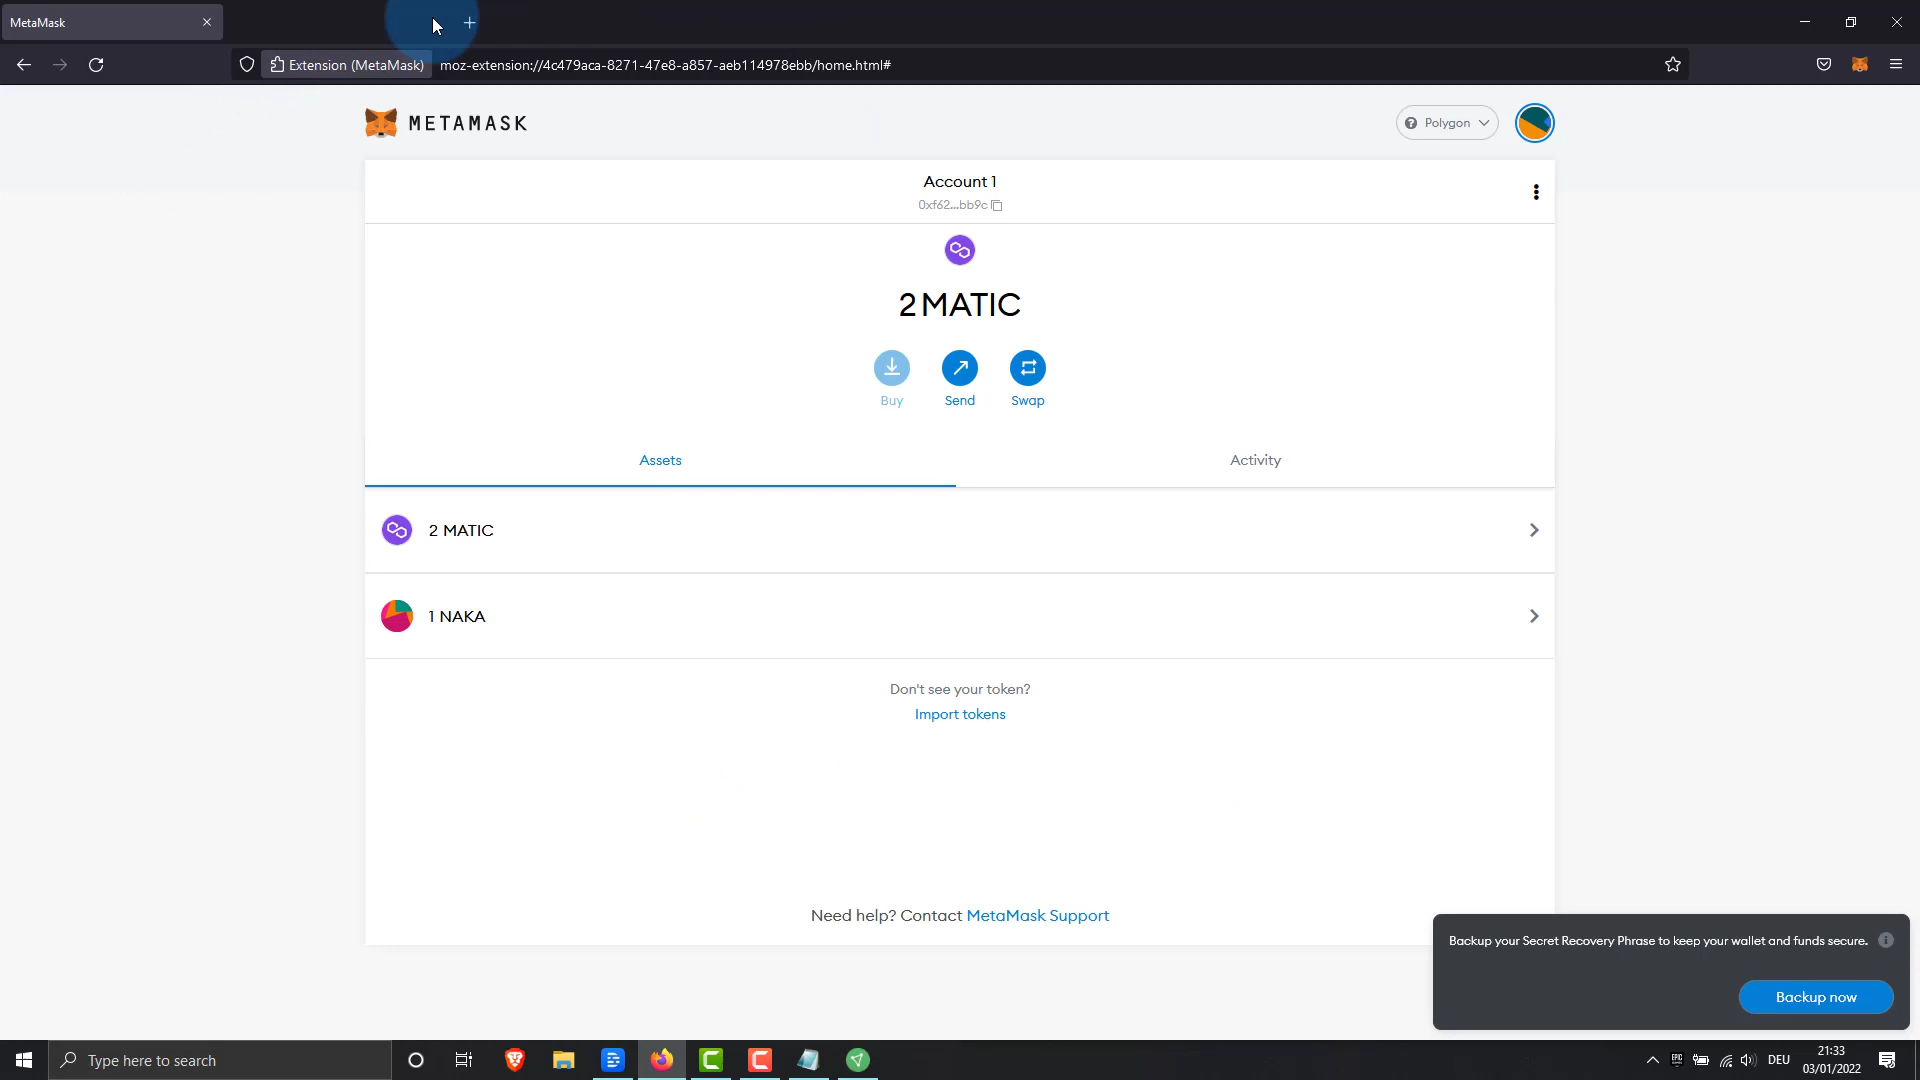 MetaMask
Extension (MetaMask)
moz-extension://4c479aca-8271-47e8-a857-aeb114978ebb/home.html#
METAMASK
Polygon
Account 1
0xf62...bb9c
2 MATIC
Buy
Send
Swap
Assets
Activity
2 MATIC
1 NAKA
Don't see your token?
Import tokens
Need help? Contact MetaMask Support
Backup your Secret Recovery Phrase to keep your wallet and funds secure.
Backup now
Type here to search
DEU
21:33
03/01/2022